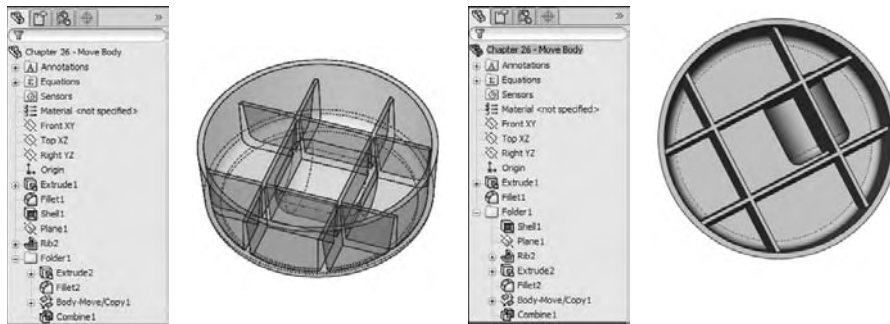 »
Chapter 26 - Move Body
A Annotations
Σ Equations
Sensors
Material <not specified>
Front XY
Top XZ
Right YZ
Origin
Extrude1
Fillet1
Shell1
Plane1
Rib2
Folder1
Extrude2
Fillet2
Body-Move/Copy1
Combine1
»
Chapter 26 - Move Body
A Annotations
Σ Equations
Sensors
Material <not specified>
Front XY
Top XZ
Right YZ
Origin
Extrude1
Fillet1
Folder1
Shell1
Plane1
Rib2
Extrude2
Fillet2
Body-Move/Copy1
Combine1